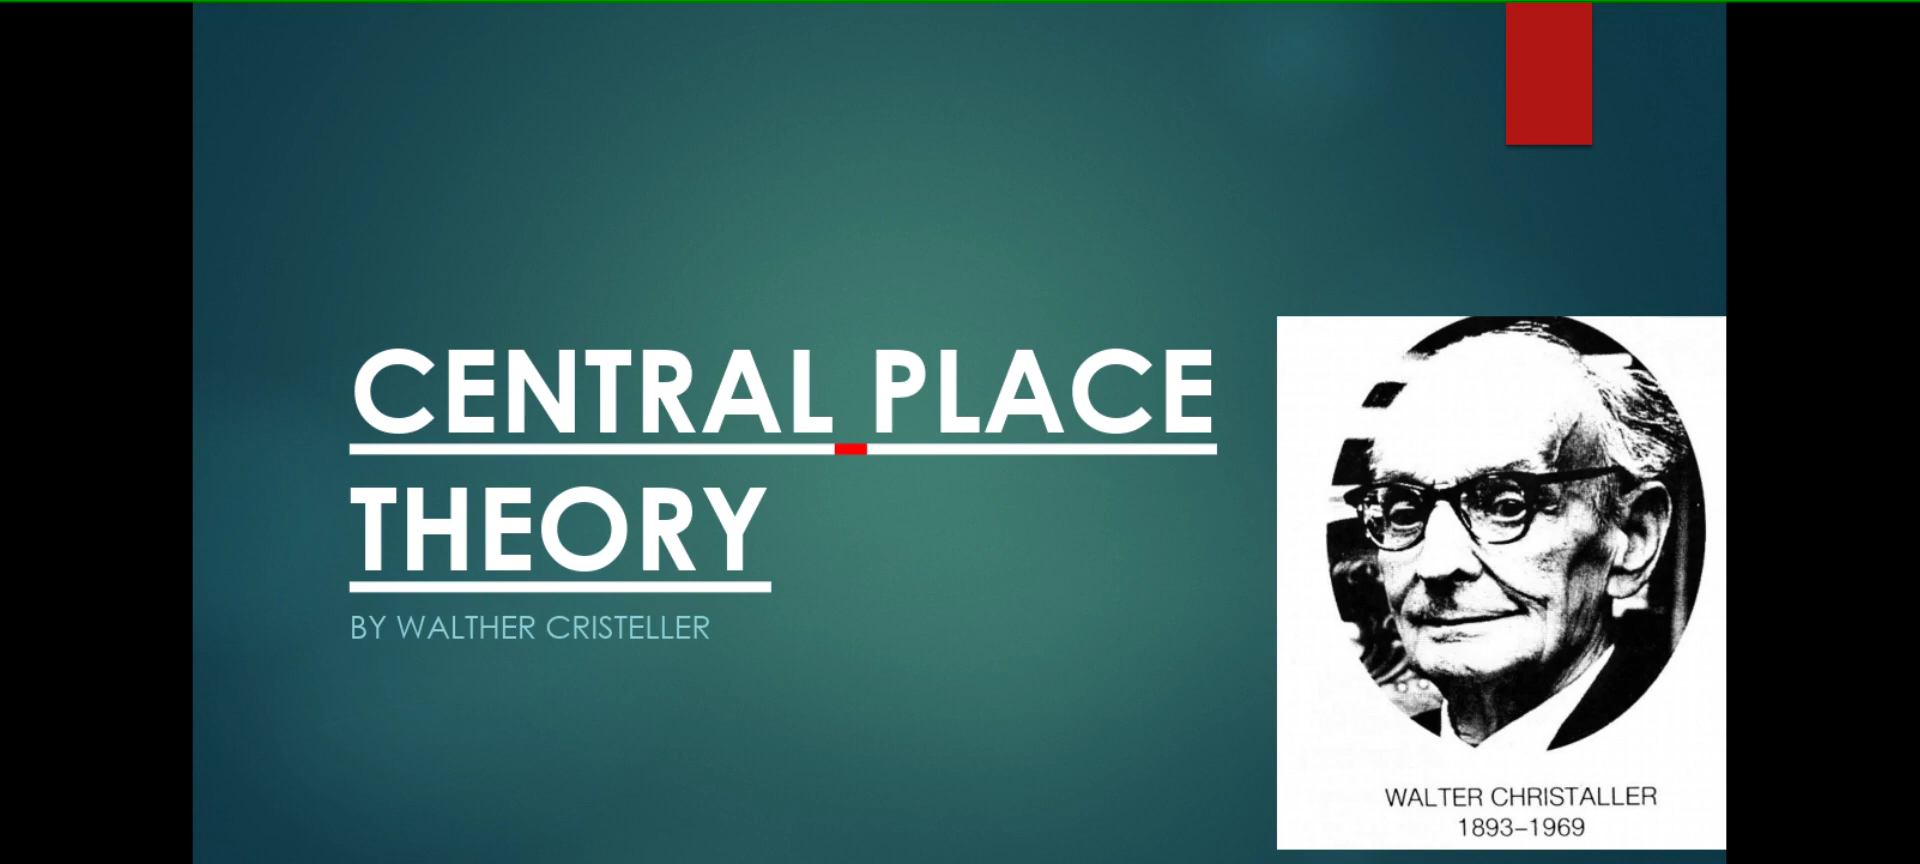 CENTRAL PLACE
THEORY
BY WALTHER CRISTELLER
WALTER CHRISTALLER
1893–1969